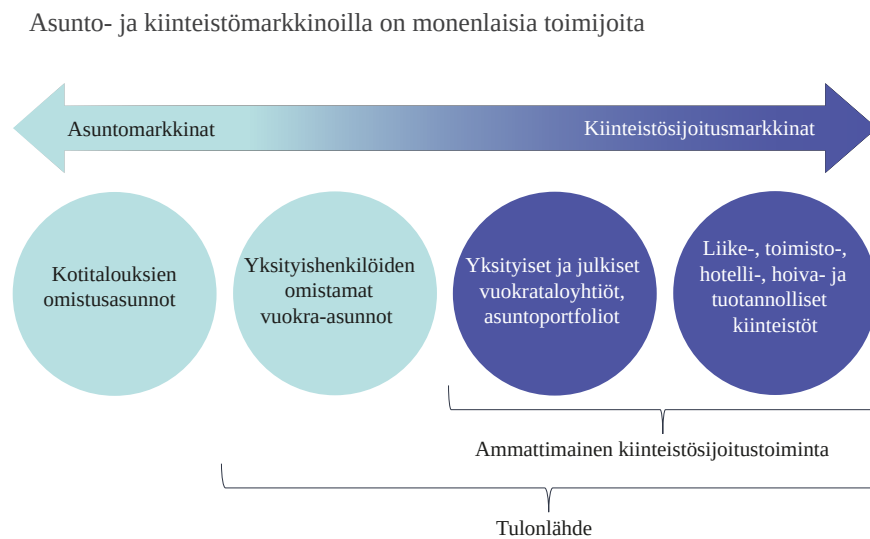 Asunto- ja kiinteistömarkkinoilla on monenlaisia toimijoita
Asuntomarkkinat
Kiinteistösijoitusmarkkinat
Kotitalouksien
omistusasunnot
Yksityishenkilöiden
omistamat
vuokra-asunnot
Yksityiset ja julkiset
vuokrataloyhtiöt,
asuntoportfoliot
Liike-, toimisto-,
hotelli-, hoiva- ja
tuotannolliset
kiinteistöt
Ammattimainen kiinteistösijoitustoiminta
Tulonlähde